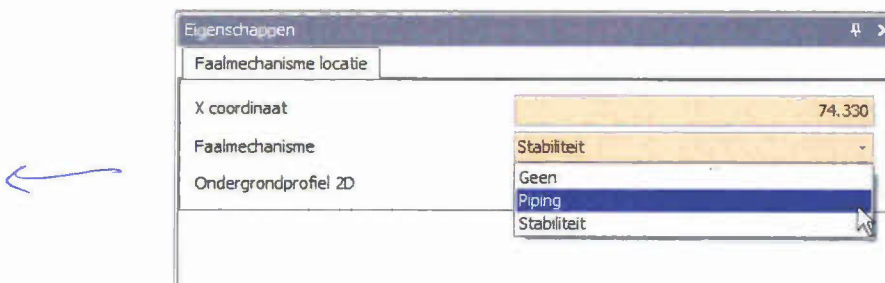 Eigenschappen
Faalmechanisme locatie
X coordinaat 74.330
Faalmechanisme Stabiliteit
Ondergrondprofiel 2D Geen
Piping
Stabiliteit